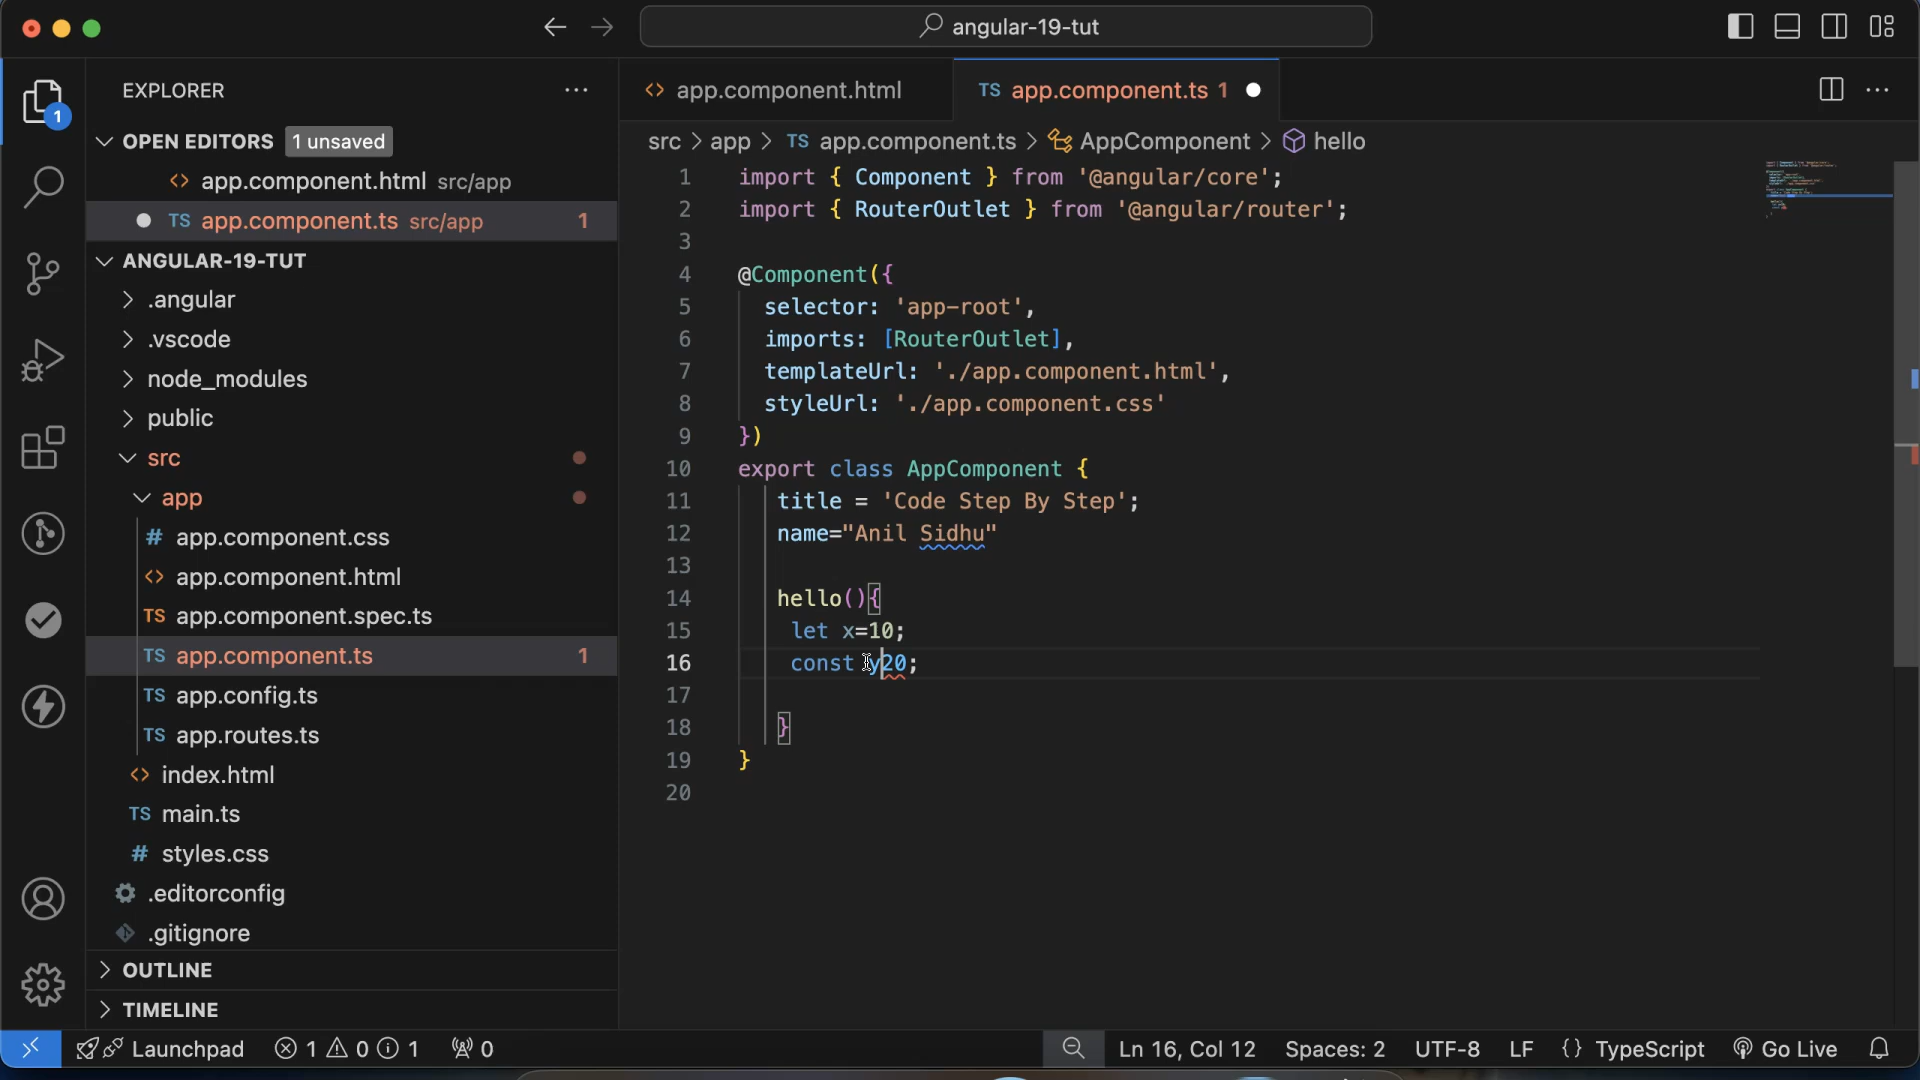 angular-19-tut
EXPLORER
OPEN EDITORS 1 unsaved
<> app.component.html src/app
TS app.component.ts src/app 1
ANGULAR-19-TUT
.angular
.vscode
node_modules
public
src
app
# app.component.css
<> app.component.html
TS app.component.spec.ts
TS app.component.ts 1
TS app.config.ts
TS app.routes.ts
<> index.html
TS main.ts
# styles.css
.editorconfig
.gitignore
OUTLINE
TIMELINE
1
<> app.component.html
TS app.component.ts 1
src > app > TS app.component.ts > AppComponent > hello
1 import { Component } from '@angular/core';
2 import { RouterOutlet } from '@angular/router';
3
4 @Component({
5 selector: 'app-root',
6 imports: [RouterOutlet],
7 templateUrl: './app.component.html',
8 styleUrl: './app.component.css'
9 })
10 export class AppComponent {
11 title = 'Code Step By Step';
12 name="Anil Sidhu"
13
14 hello(){
15 let x=10;
16 const y20;
17
18 }
19 }
20
Launchpad 1 0 1 0 Ln 16, Col 12 Spaces: 2 UTF-8 LF {} TypeScript Go Live